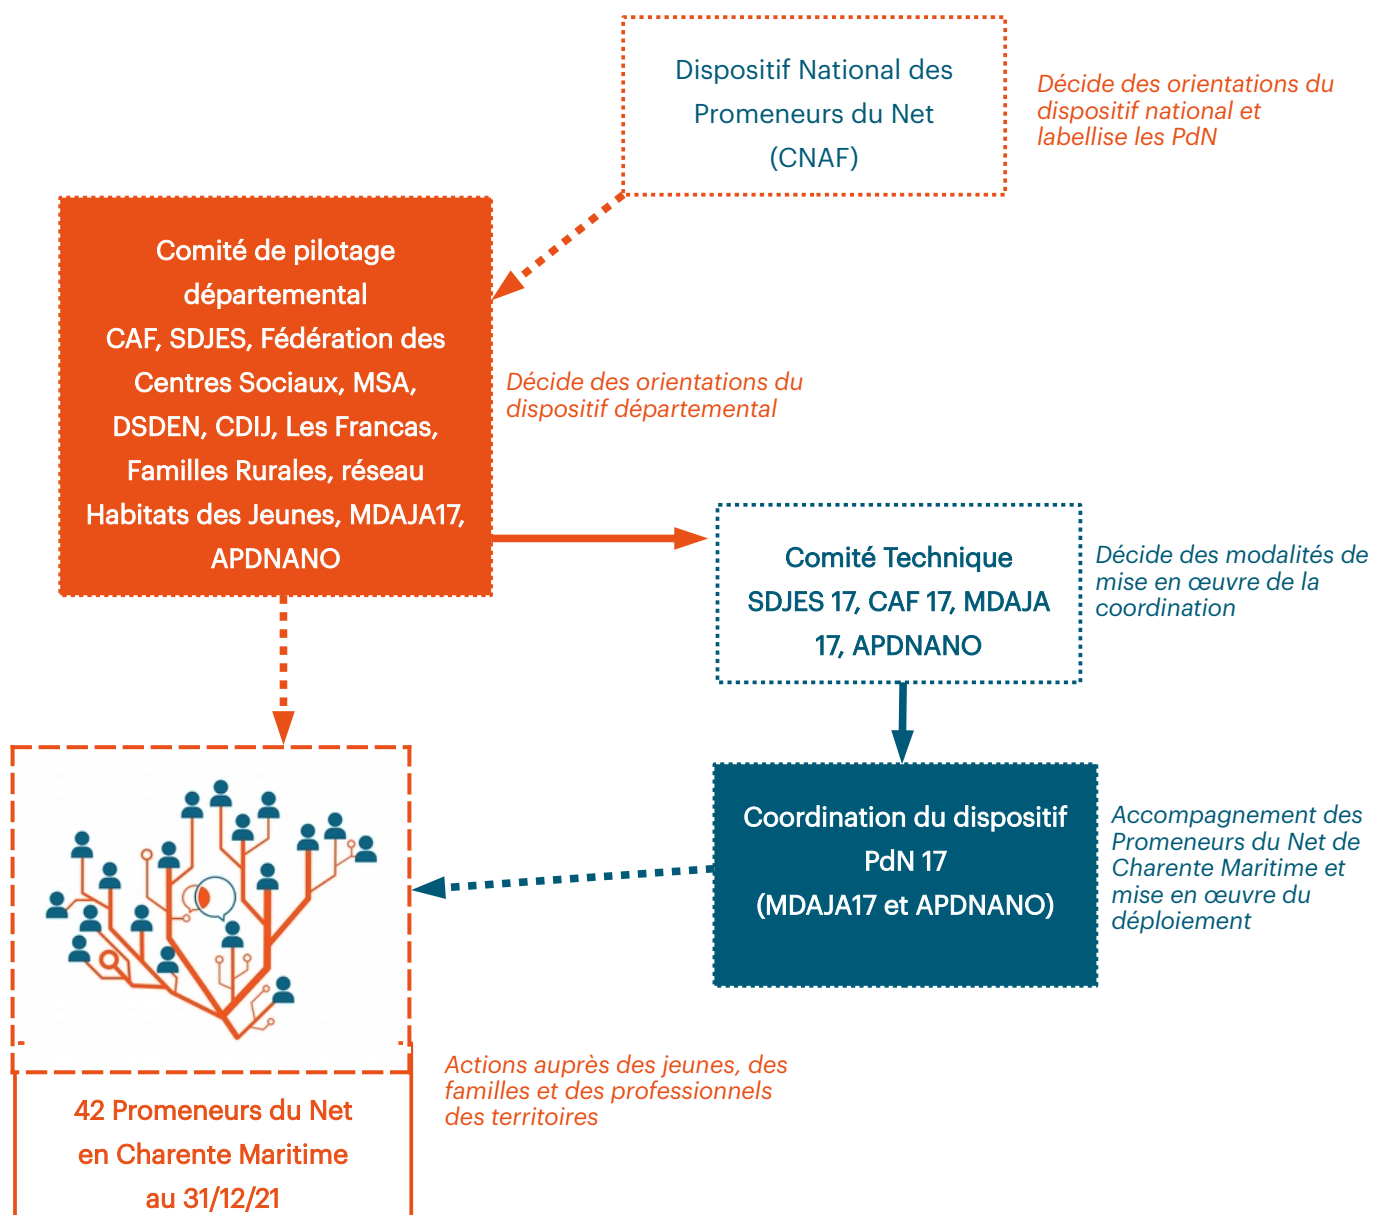 Dispositif National des
Promeneurs du Net
(CNAF)
Décide des orientations du
dispositif national et
labellise les PdN
Comité de pilotage
départemental
CAF, SDJES, Fédération des
Centres Sociaux, MSA,
DSDEN, CDIJ, Les Francas,
Familles Rurales, réseau
Habitats des Jeunes, MDAJA17,
APDNANO
Décide des orientations du
dispositif départemental
Comité Technique
SDJES 17, CAF 17, MDAJA
17, APDNANO
Décide des modalités de
mise en œuvre de la
coordination
Coordination du dispositif
PdN 17
(MDAJA17 et APDNANO)
Accompagnement des
Promeneurs du Net de
Charente Maritime et
mise en œuvre du
déploiement
Actions auprès des jeunes, des
familles et des professionnels
des territoires
42 Promeneurs du Net
en Charente Maritime
au 31/12/21